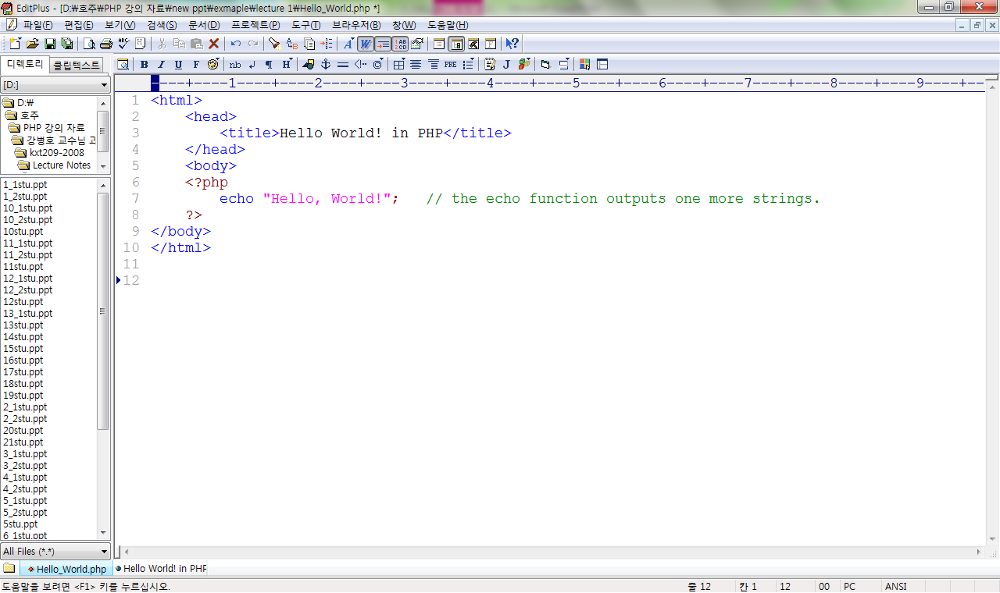 EditPlus - [D:\호주\PHP 강의 자료\new ppt\exmaple\lecture 1\Hello_World.php *]
파일(F) 편집(E) 보기(V) 검색(S) 문서(D) 프로젝트(P) 도구(T) 브라우저(B) 창(W) 도움말(H)
디렉토리 클립텍스트
B I U F nb H PRE J
[D:]
----+----1----+----2----+----3----+----4----+----5----+----6----+----7----+----8----+----9----+--
D:\
호주
PHP 강의 자료
강병호 교수님 
kxt209-2008
Lecture Notes
1_1stu.ppt
1_2stu.ppt
10_1stu.ppt
10_2stu.ppt
10stu.ppt
11_1stu.ppt
11_2stu.ppt
11stu.ppt
12_1stu.ppt
12_2stu.ppt
12stu.ppt
13_1stu.ppt
13stu.ppt
14stu.ppt
15stu.ppt
16stu.ppt
17stu.ppt
18stu.ppt
19stu.ppt
2_1stu.ppt
2_2stu.ppt
20stu.ppt
21stu.ppt
3_1stu.ppt
3_2stu.ppt
4_1stu.ppt
4_2stu.ppt
5_1stu.ppt
5_2stu.ppt
5stu.ppt
6_1stu.ppt
All Files (*.*)
1 <html>
2 <head>
3 <title>Hello World! in PHP</title>
4 </head>
5 <body>
6 <?php
7 echo "Hello, World!"; // the echo function outputs one more strings.
8 ?>
9 </body>
10 </html>
11
12
Hello_World.php Hello World! in PHP
도움말을 보려면 <F1> 키를 누르십시오. 줄 12 칸 1 12 00 PC ANSI